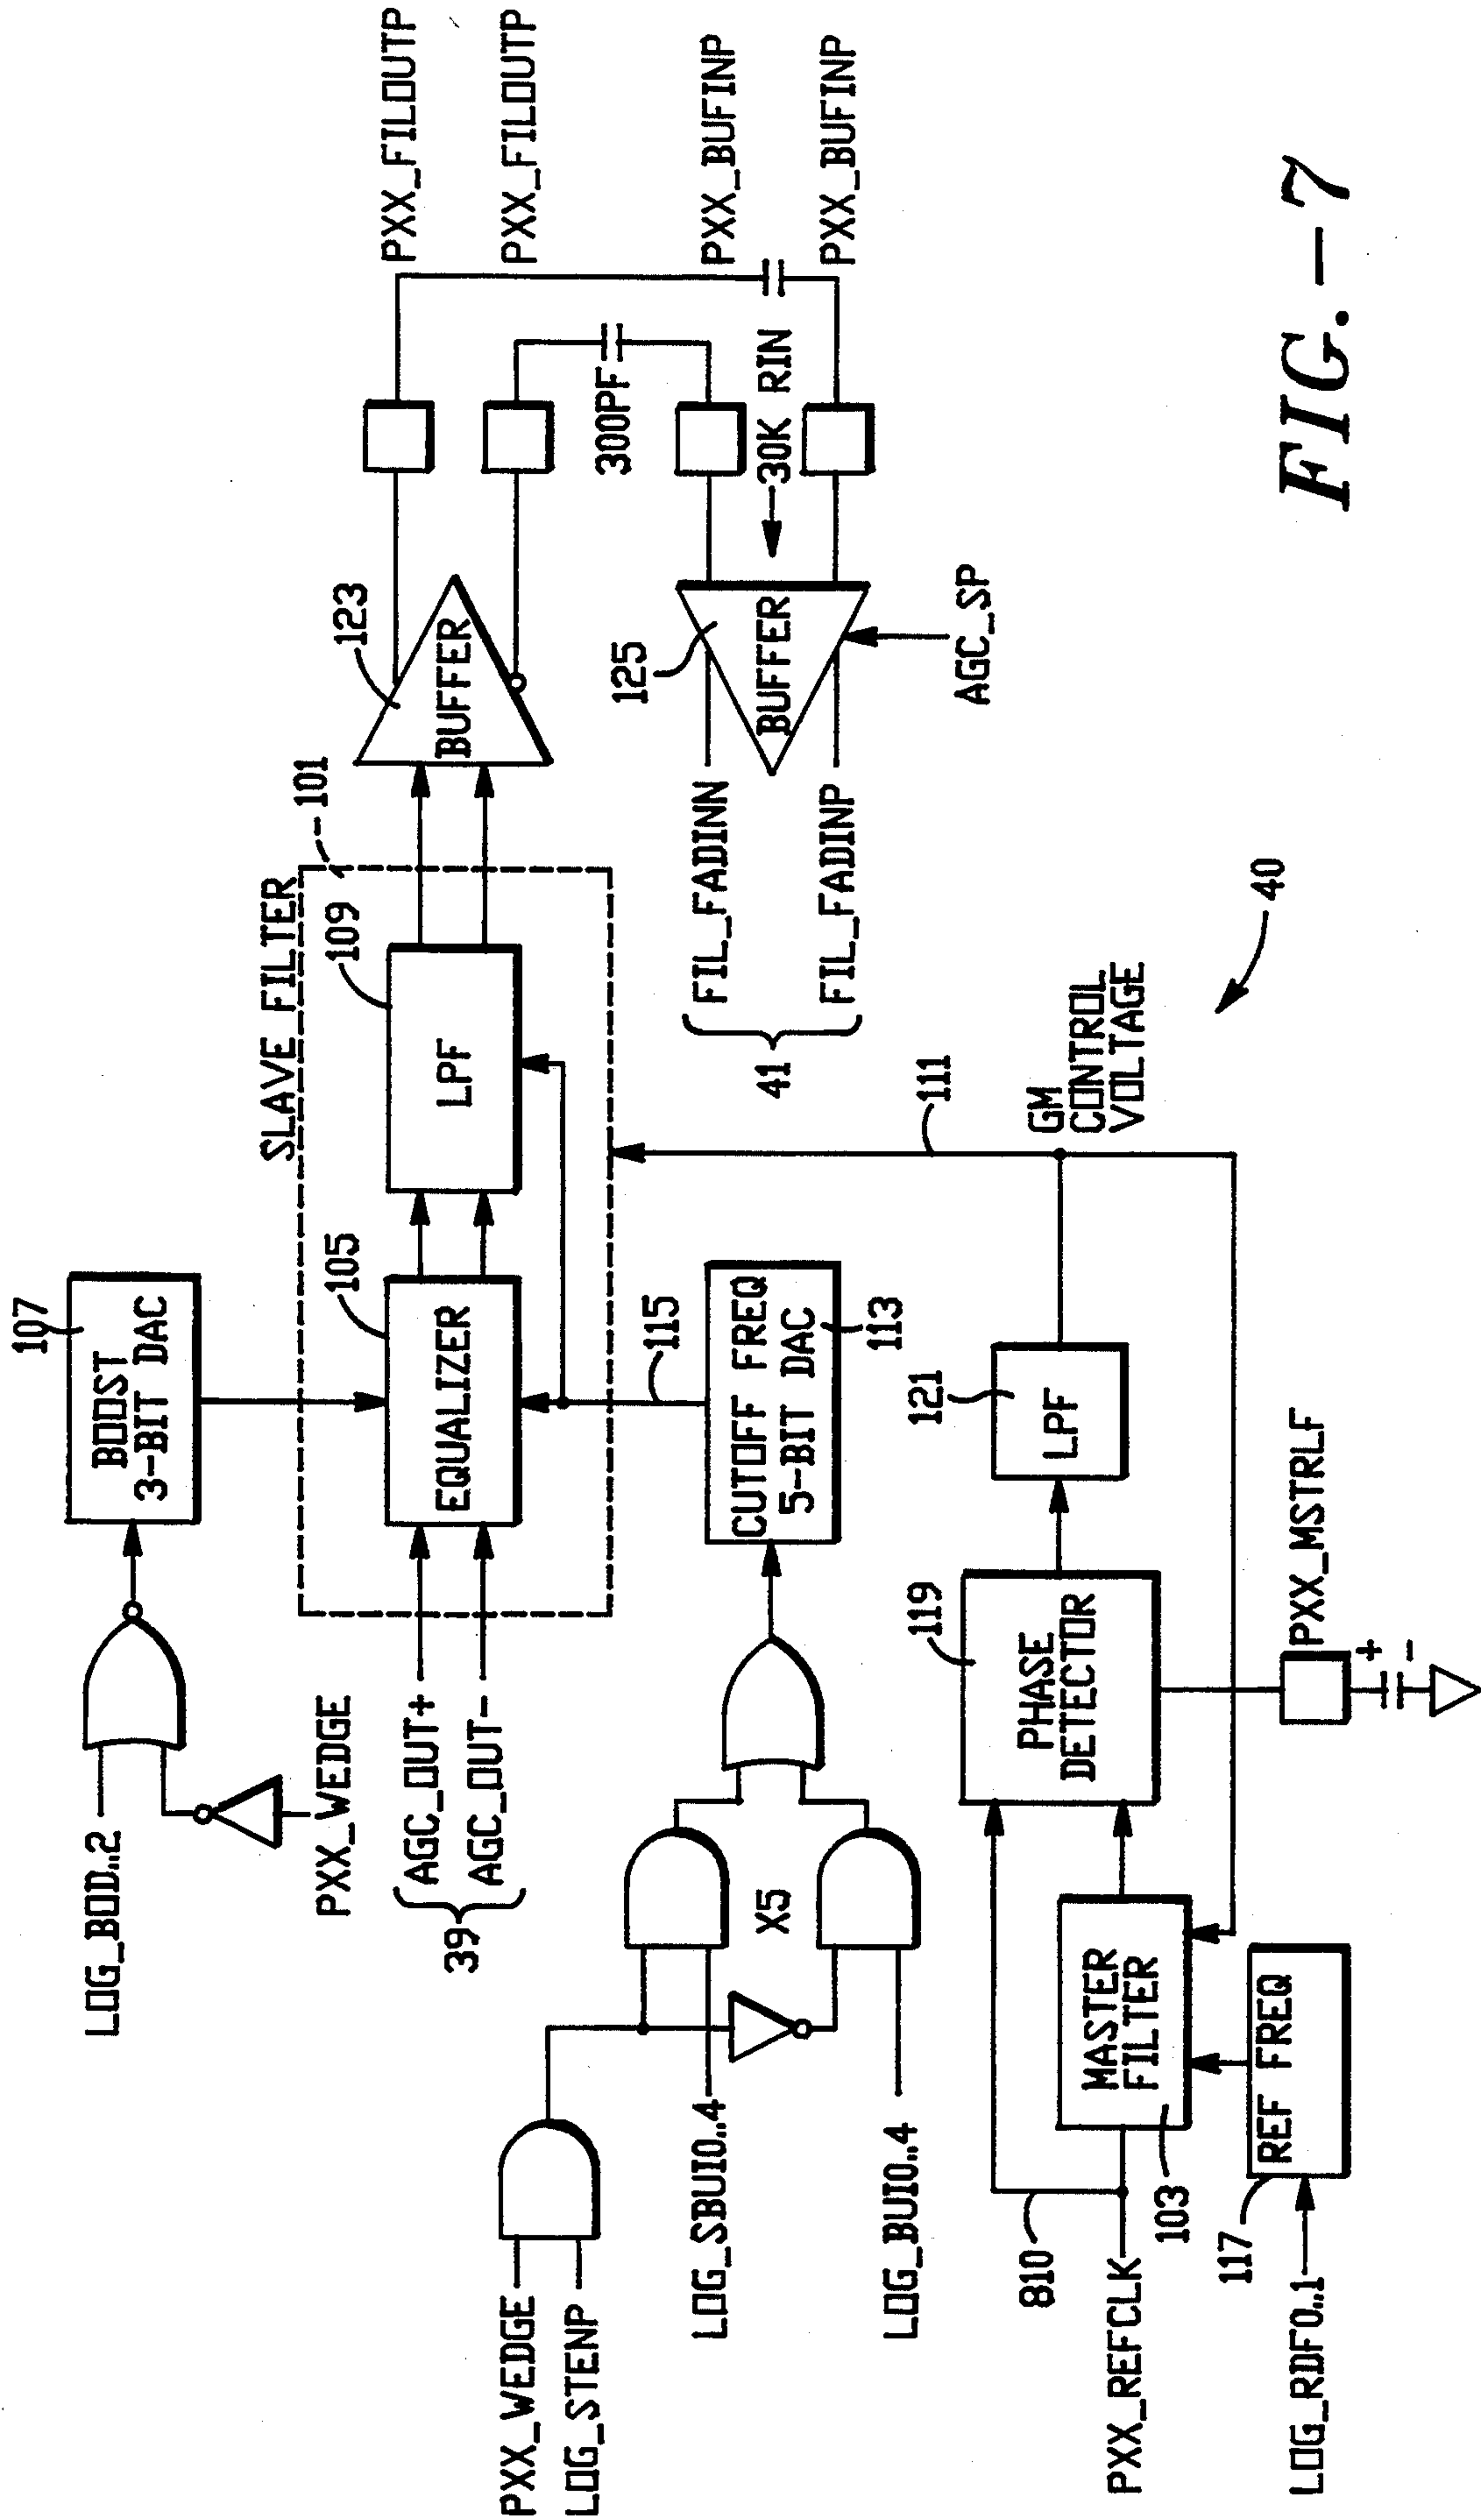 LOG_BOD..2
PXX_WEDGE
107
BOOST
3-BIT DAC
SLAVE FILTER
101
39
AGC_OUT+
AGC_OUT-
105
EQUALIZER
109
LPF
123
BUFFER
PXX_FILOUTP
PXX_FILOUTP
300PF
PXX_BUFINP
30K RIN
PXX_BUFINP
125
BUFFER
AGC_SP
41
FIL_FADINN
FIL_FADINP
PXX_WEDGE
LOG_STENP
LOG_SBUI0..4
X5
LOG_BUI0..4
115
CUTOFF FREQ
5-BIT DAC
113
111
GM
CONTROL
VOLTAGE
40
810
PXX_REFCLK
103
MASTER
FILTER
119
PHASE
DETECTOR
121
LPF
117
LOG_RDF0..1
REF FREQ
PXX_MSTRLF
+
-
FIG.-7